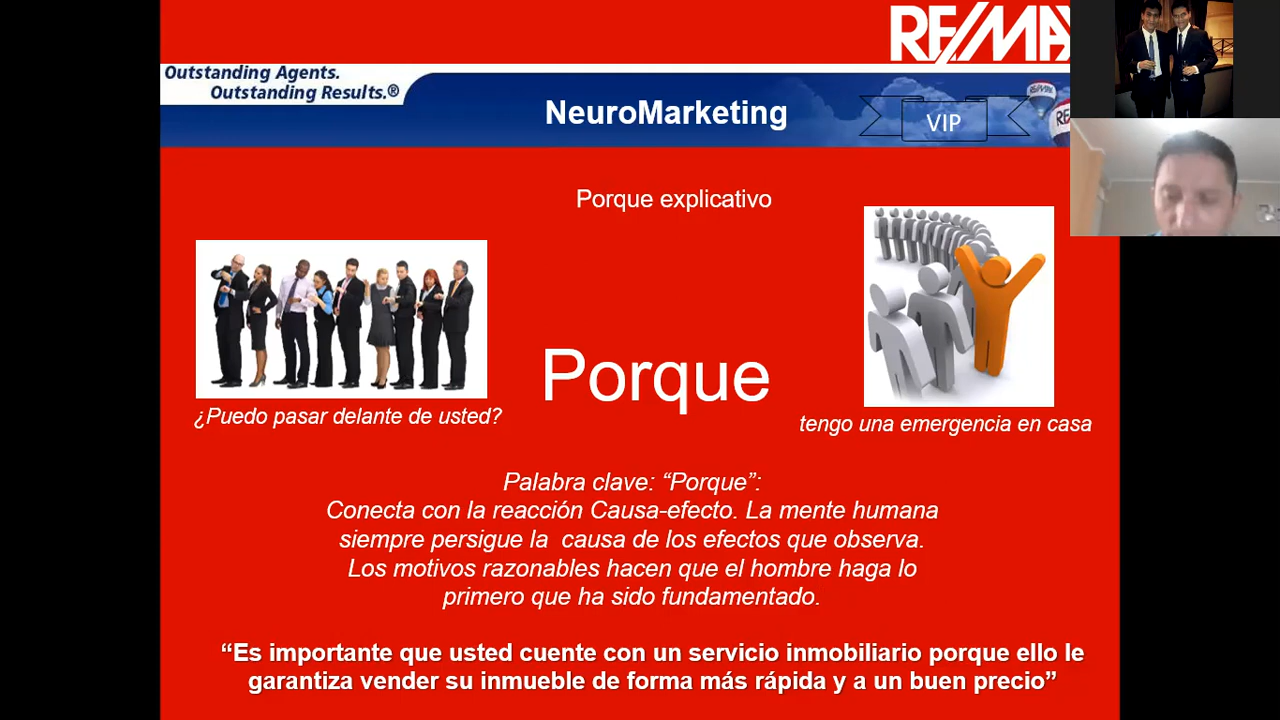 RE/MAX
Outstanding Agents.
Outstanding Results.®
NeuroMarketing
VIP
Porque explicativo
¿Puedo pasar delante de usted?
Porque
tengo una emergencia en casa
Palabra clave: “Porque”:
Conecta con la reacción Causa-efecto. La mente humana
siempre persigue la causa de los efectos que observa.
Los motivos razonables hacen que el hombre haga lo
primero que ha sido fundamentado.
“Es importante que usted cuente con un servicio inmobiliario porque ello le
garantiza vender su inmueble de forma más rápida y a un buen precio”